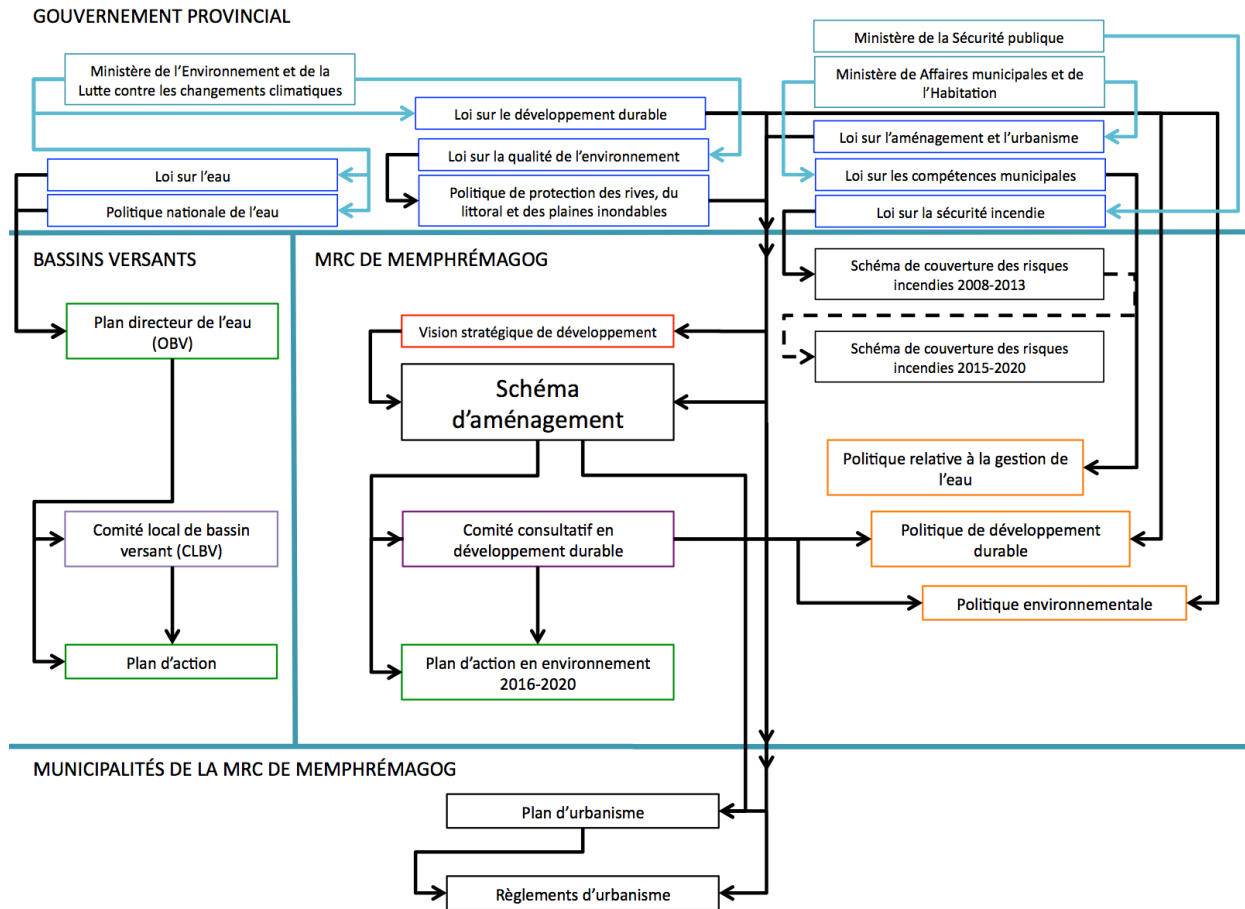 GOUVERNEMENT PROVINCIAL
Ministère de la Sécurité publique
Ministère de l'Environnement et de la
Lutte contre les changements climatiques
Ministère de Affaires municipales et de
l'Habitation
Loi sur le développement durable
Loi sur l'aménagement et l'urbanisme
Loi sur la qualité de l'environnement
Loi sur l'eau
Loi sur les compétences municipales
Politique de protection des rives, du
littoral et des plaines inondables
Politique nationale de l'eau
Loi sur la sécurité incendie
BASSINS VERSANTS
Plan directeur de l'eau
(OBV)
Comité local de bassin
versant (CLBV)
Plan d'action
MRC DE MEMPHRÉMAGOG
Schéma de couverture des risques
incendies 2008-2013
Vision stratégique de développement
Schéma de couverture des risques
incendies 2015-2020
Schéma
d'aménagement
Politique relative à la gestion de
l'eau
Comité consultatif en
développement durable
Politique de développement
durable
Politique environnementale
Plan d'action en environnement
2016-2020
MUNICIPALITÉS DE LA MRC DE MEMPHRÉMAGOG
Plan d'urbanisme
Règlements d'urbanisme